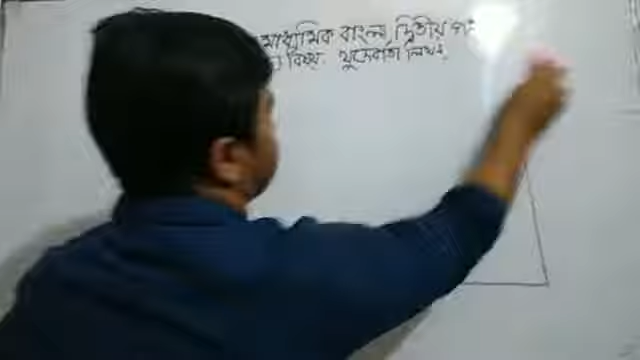 মাধ্যমিক বাংলা দ্বিতীয়
বিষয়: খুদেবার্তা লিখন